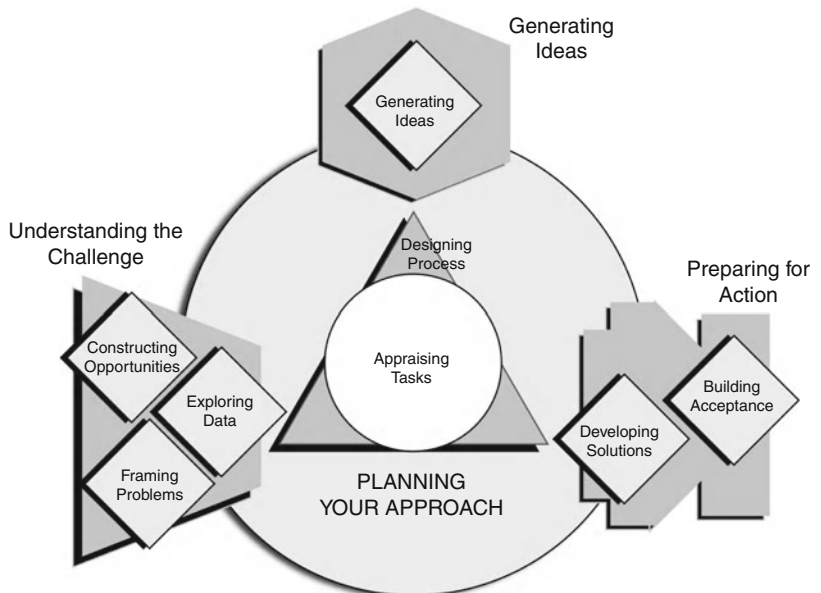 Generating
Ideas
Generating
Ideas
Understanding the
Challenge
Designing
Process
Preparing for
Action
Constructing
Opportunities
Exploring
Data
Framing
Problems
Appraising
Tasks
Building
Acceptance
Developing
Solutions
PLANNING
YOUR APPROACH